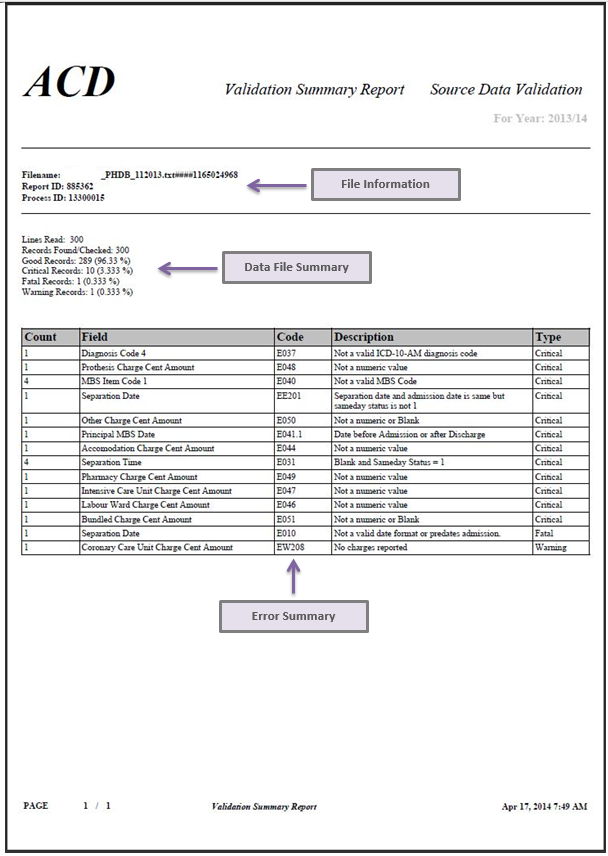 ACD
Validation Summary Report Source Data Validation
For Year: 2013/14
Filename: _PHDB_112013.txt####1165024968
Report ID: 885362
Process ID: 13300015
File Information
Lines Read: 300
Records Found/Checked: 300
Good Records: 289 (96.33 %)
Critical Records: 10 (3.333 %)
Fatal Records: 1 (0.333 %)
Warning Records: 1 (0.333 %)
Data File Summary
Count Field Code Description Type
1 Diagnosis Code 4 E037 Not a valid ICD-10-AM diagnosis code Critical
1 Prothesis Charge Cent Amount E048 Not a numeric value Critical
4 MBS Item Code 1 E040 Not a valid MBS Code Critical
1 Separation Date EE201 Separation date and admission date is same but Critical
sameday status is not 1
1 Other Charge Cent Amount E050 Not a numeric or Blank Critical
1 Principal MBS Date E041.1 Date before Admission or after Discharge Critical
1 Accomodation Charge Cent Amount E044 Not a numeric value Critical
4 Separation Time E031 Blank and Sameday Status = 1 Critical
1 Pharmacy Charge Cent Amount E049 Not a numeric value Critical
1 Intensive Care Unit Charge Cent Amount E047 Not a numeric value Critical
1 Labour Ward Charge Cent Amount E046 Not a numeric value Critical
1 Bundled Charge Cent Amount E051 Not a numeric or Blank Critical
1 Separation Date E010 Not a valid date format or predates admission. Fatal
1 Coronary Care Unit Charge Cent Amount EW208 No charges reported Warning
Error Summary
PAGE 1 / 1 Validation Summary Report Apr 17, 2014 7:49 AM